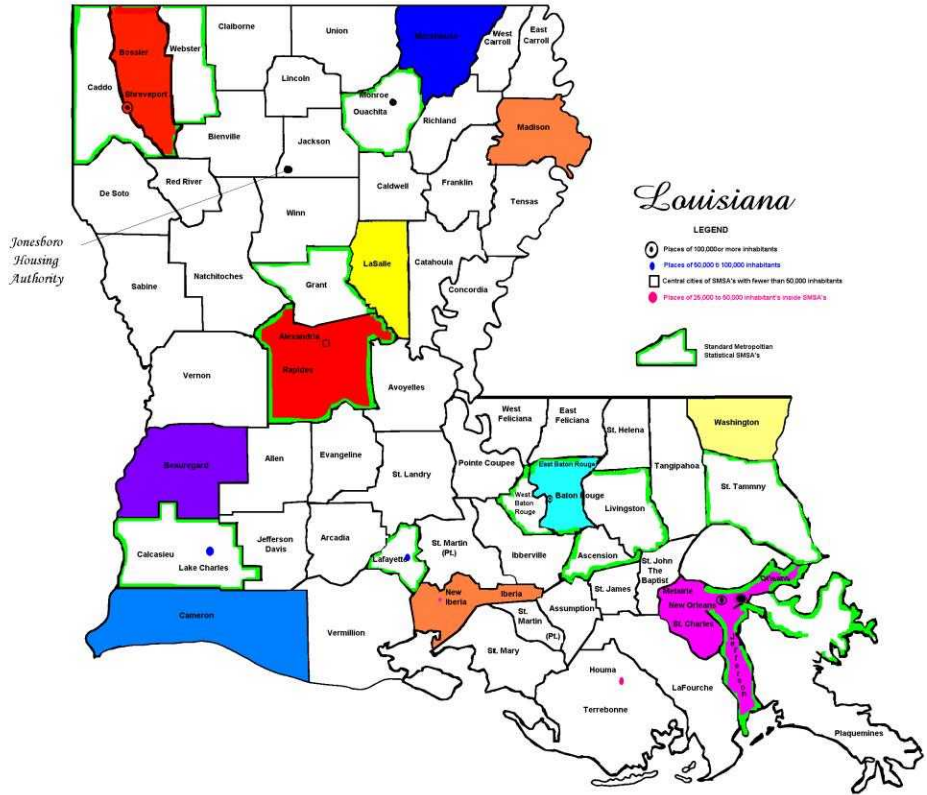 Claiborne
Union
Morehouse
West
Carroll
East
Carroll
Bossier
Webster
Caddo
Shreveport
Lincoln
Monroe
Ouachita
Richland
Madison
Bienville
Jackson
De Soto
Red River
Caldwell
Franklin
Tensas
Winn
Jonesboro
Housing
Authority
Louisiana
LEGEND
Places of 100,000or more inhabitants
Places of 50,000 ö 100,000 inhabitants
Central cities of SMSA's with fewer than 50,000 inhabitants
Places of 25,000 to 50,000 inhabitant's inside SMSA's
Standard Metropoltian
Statistical SMSA's
Sabine
Natchitoches
Grant
LaSalle
Catahoula
Concordia
Alexandria
Rapides
Vernon
Avoyelles
West
Feliciana
East
Feliciana
St. Helena
Washington
Beauregard
Allen
Evangeline
St. Landry
Pointe Coupee
East Baton Rouge
Tangipahoa
St. Tammny
West
Baton
Rouge
Baton Rouge
Livingston
Calcasieu
Lake Charles
Jefferson
Davis
Arcadia
Lafayette
St. Martin
(Pt.)
Ibberville
Ascension
St. John
The
Baptist
St. James
Cameron
Vermillion
New
Iberia
Iberia
St.
Martin
(Pt.)
Assumption
Metairie
Orleans
New Orleans
St. Charles
Jefferson
St. Mary
Houma
Terrebonne
LaFourche
Plaquemines